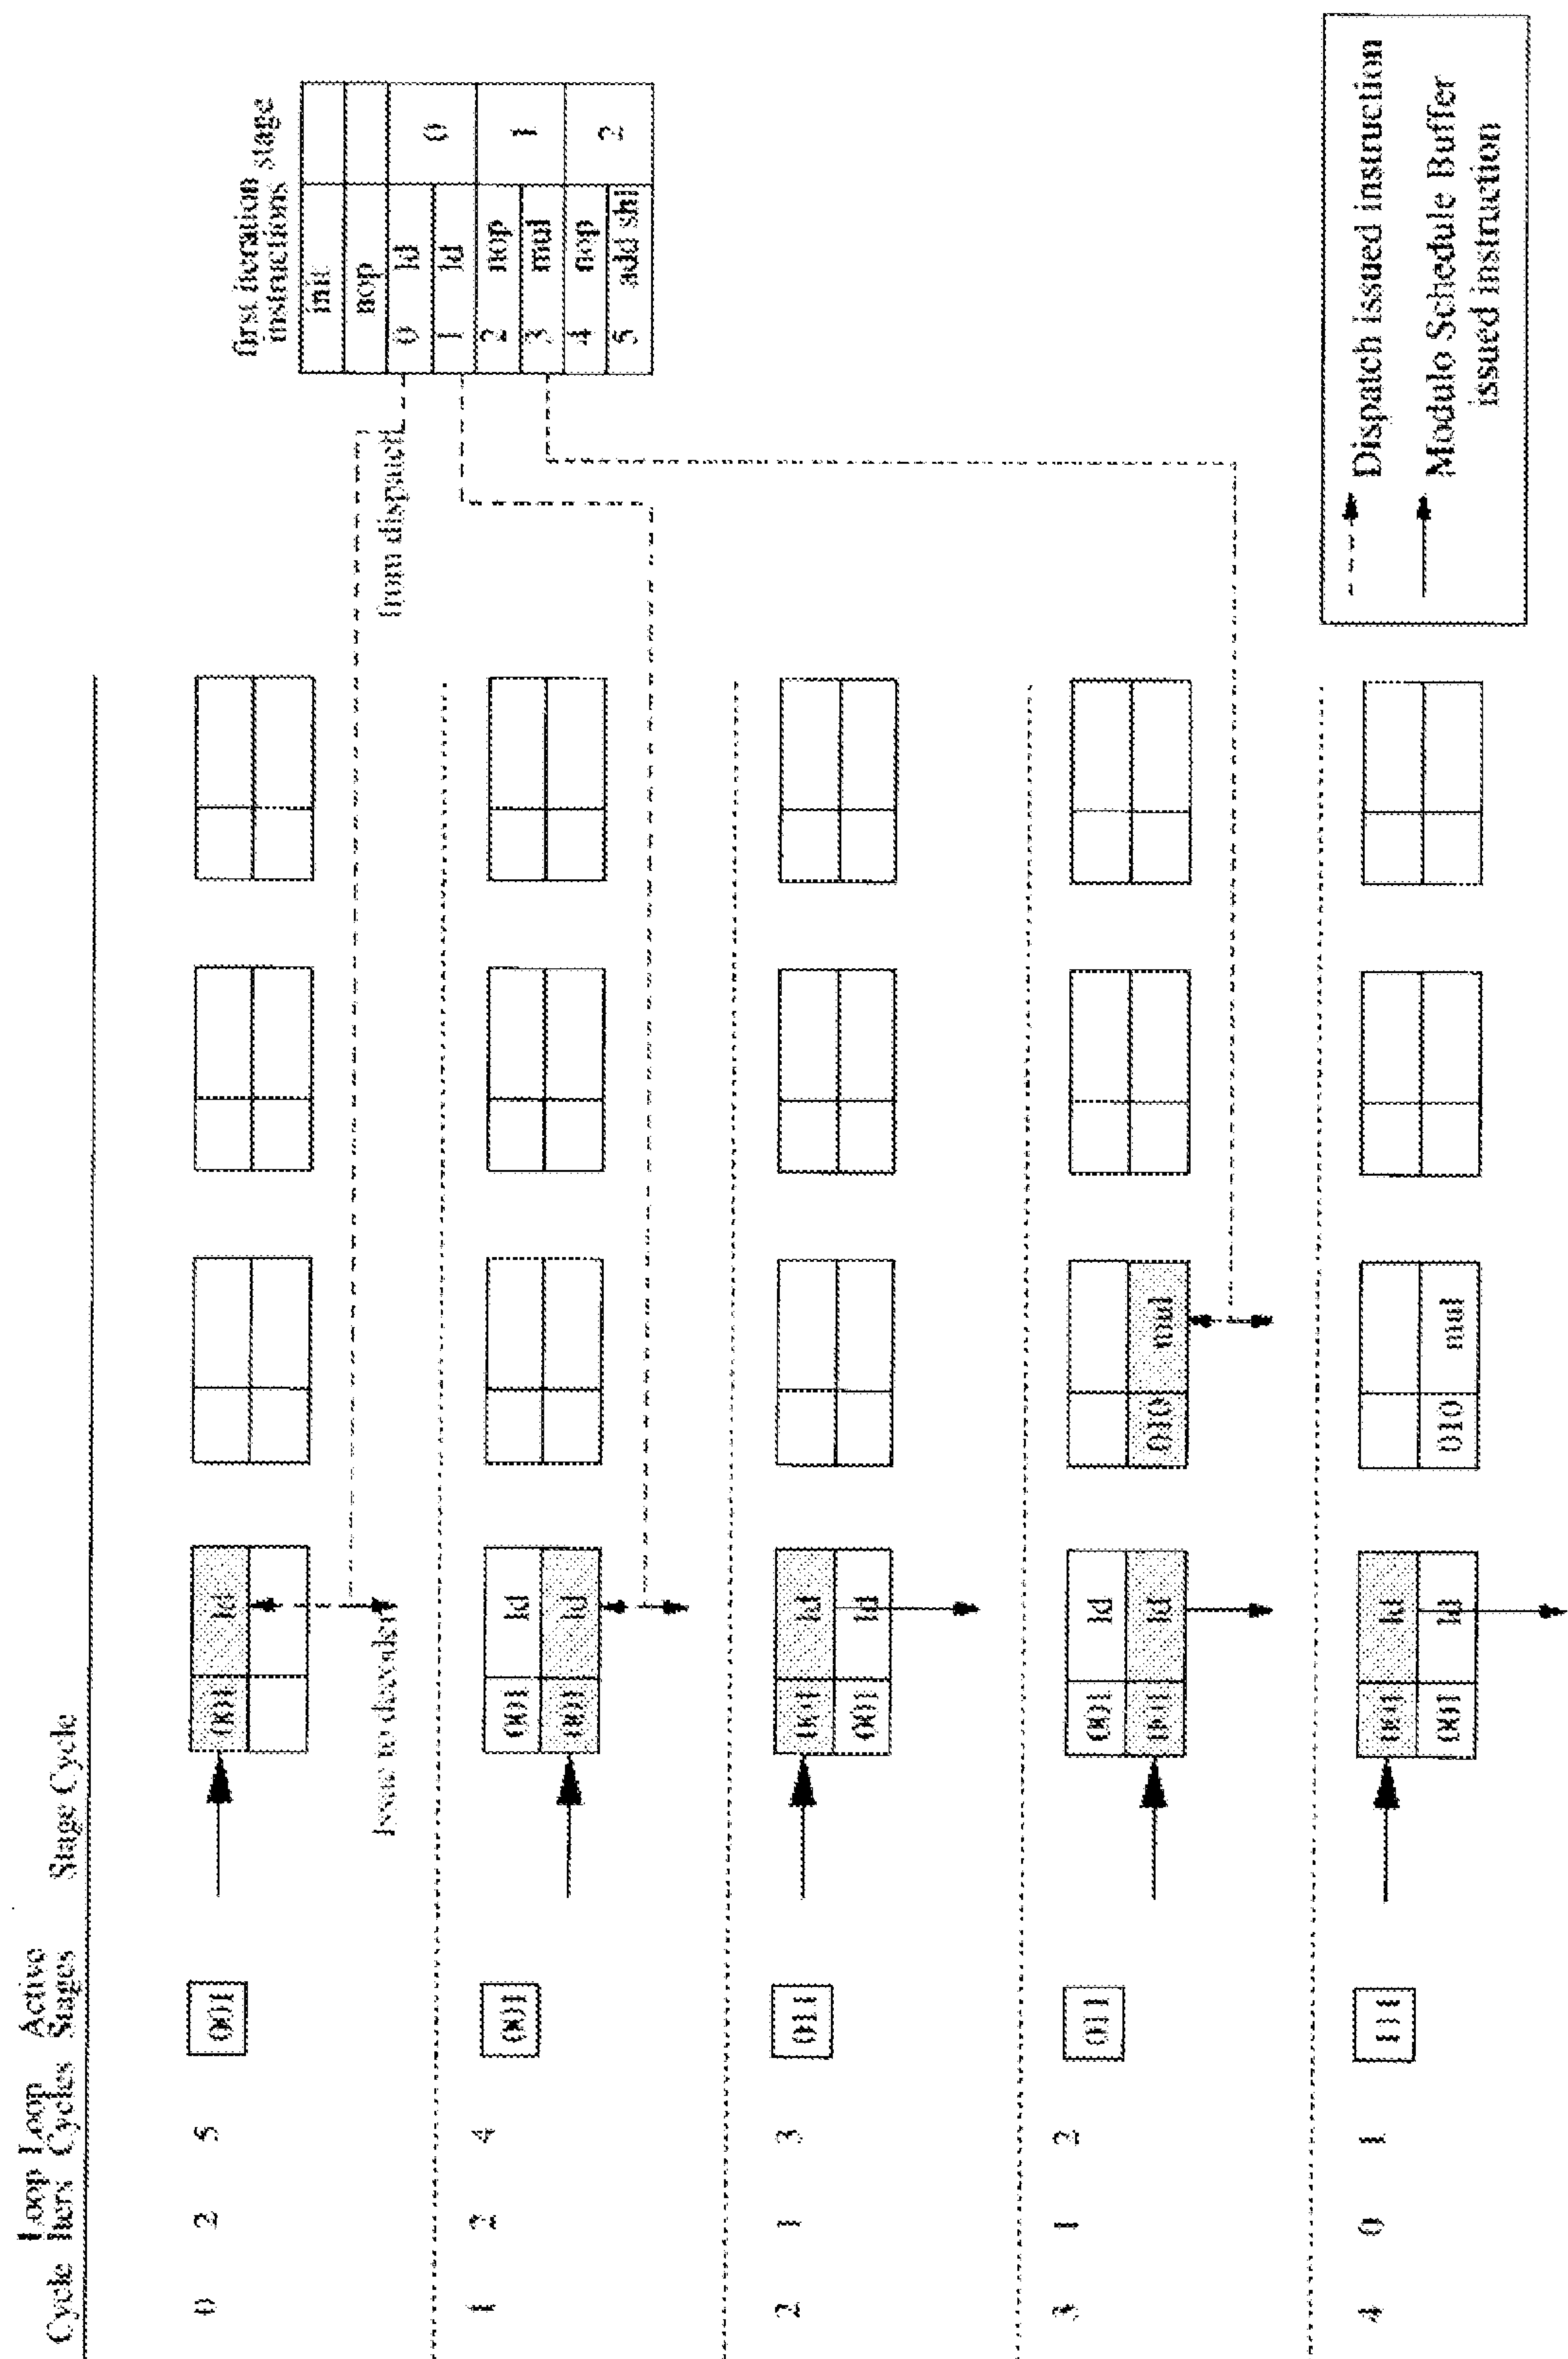 Loop Loop Active
Cycle Iters Cycles Stages Stage Cycle
0 2 5 001
001 ld
Issue to decoder
from dispatch
1 2 4 001
001 ld
001 ld
2 1 3 011
001 ld
001 ld
3 1 2 011
001 ld
001 ld
010 mul
4 0 1 111
001 ld
001 ld
010 mul
first iteration
instructions stage
init
nop
0 ld 0
1 ld
2 nop 1
3 mul
4 nop 2
5 add shl
Dispatch issued instruction
Modulo Schedule Buffer
issued instruction